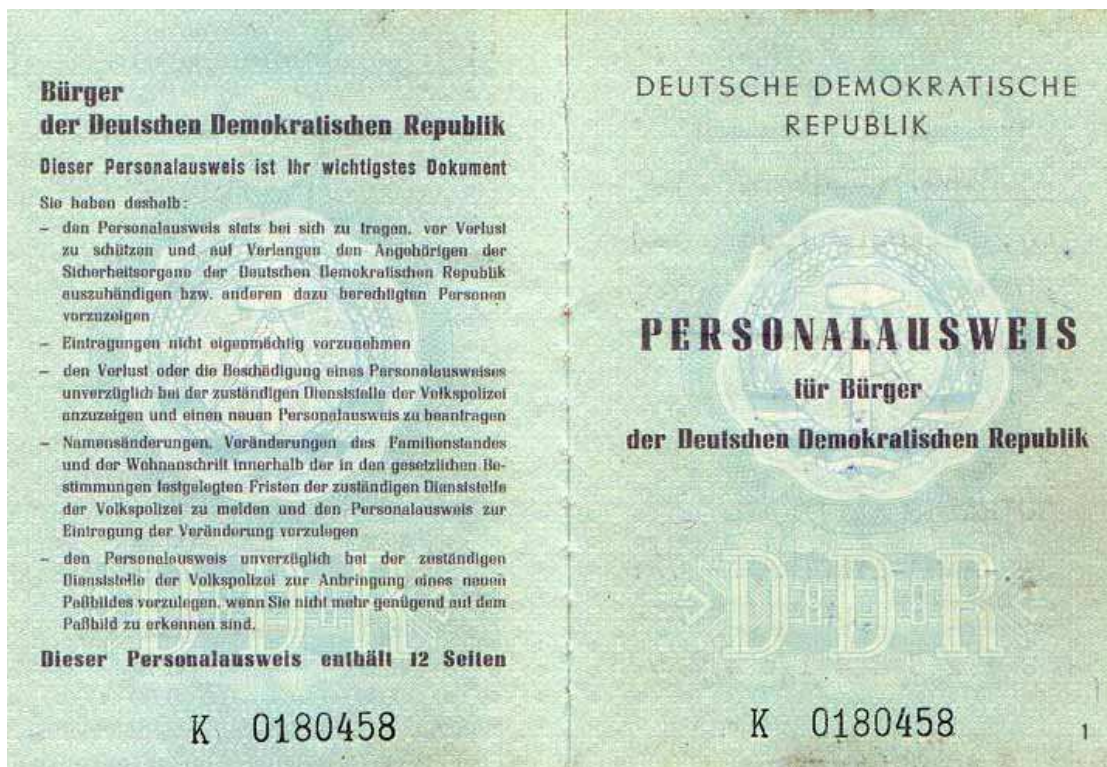 Bürger
der Deutschen Demokratischen Republik
Dieser Personalausweis ist Ihr wichtigstes Dokument
Sie haben deshalb:
– den Personalausweis stets bei sich zu tragen, vor Verlust
zu schützen und auf Verlangen den Angehörigen der
Sicherheitsorgane der Deutschen Demokratischen Republik
auszuhändigen bzw. anderen dazu berechtigten Personen
vorzuzeigen
– Eintragungen nicht eigenmächtig vorzunehmen
– den Verlust oder die Beschädigung eines Personalausweises
unverzüglich bei der zuständigen Dienststelle der Volkspolizei
anzuzeigen und einen neuen Personalausweis zu beantragen
– Namensänderungen, Veränderungen des Familienstandes
und der Wohnanschrift innerhalb der in den gesetzlichen Be-
stimmungen festgelegten Fristen der zuständigen Dienststelle
der Volkspolizei zu melden und den Personalausweis zur
Eintragung der Veränderung vorzulegen
– den Personalausweis unverzüglich bei der zuständigen
Dienststelle der Volkspolizei zur Anbringung eines neuen
Paßbildes vorzulegen, wenn Sie nicht mehr genügend auf dem
Paßbild zu erkennen sind.
Dieser Personalausweis enthält 12 Seiten
DDR
K 0180458
DEUTSCHE DEMOKRATISCHE
REPUBLIK
PERSONALAUSWEIS
für Bürger
der Deutschen Demokratischen Republik
DDR
K 0180458
1